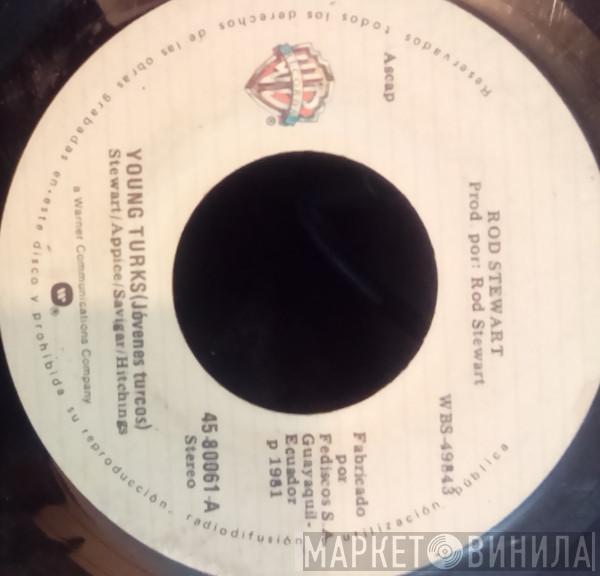 Reservados todos los derechos de las obras grabadas en este disco y prohibida su reproducción, radiodifusión utilización pública
WB
RECORDS
®
Ascap
YOUNG TURKS(Jóvenes turcos)
Stewart/Appice/Savigar/Hitchings
a Warner Communications Company
W®
45-80061-A
Stereo
Fabricado
por
Fediscos S.A.
Guayaquil-
Ecuador
p 1981
WBS-49843
ROD STEWART
Prod. por: Rod Stewart
МАРКЕТ ВИНИЛА